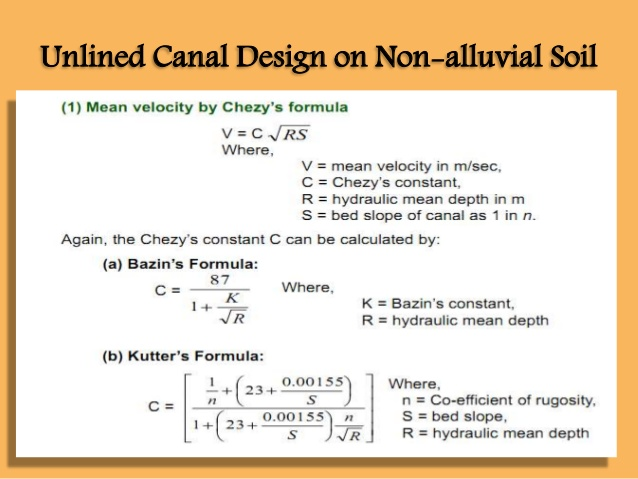 Unlined Canal Design on Non-alluvial Soil
(1) Mean velocity by Chezy's formula
V = C √RS
Where,
V = mean velocity in m/sec,
C = Chezy's constant,
R = hydraulic mean depth in m
S = bed slope of canal as 1 in n.
Again, the Chezy's constant C can be calculated by:
(a) Bazin's Formula:
C = 87 / (1 + K/√R) Where,
K = Bazin's constant,
R = hydraulic mean depth
(b) Kutter's Formula:
C = [ (1/n + (23 + 0.00155/S)) / (1 + (23 + 0.00155/S) n/√R) ] Where,
n = Co-efficient of rugosity,
S = bed slope,
R = hydraulic mean depth